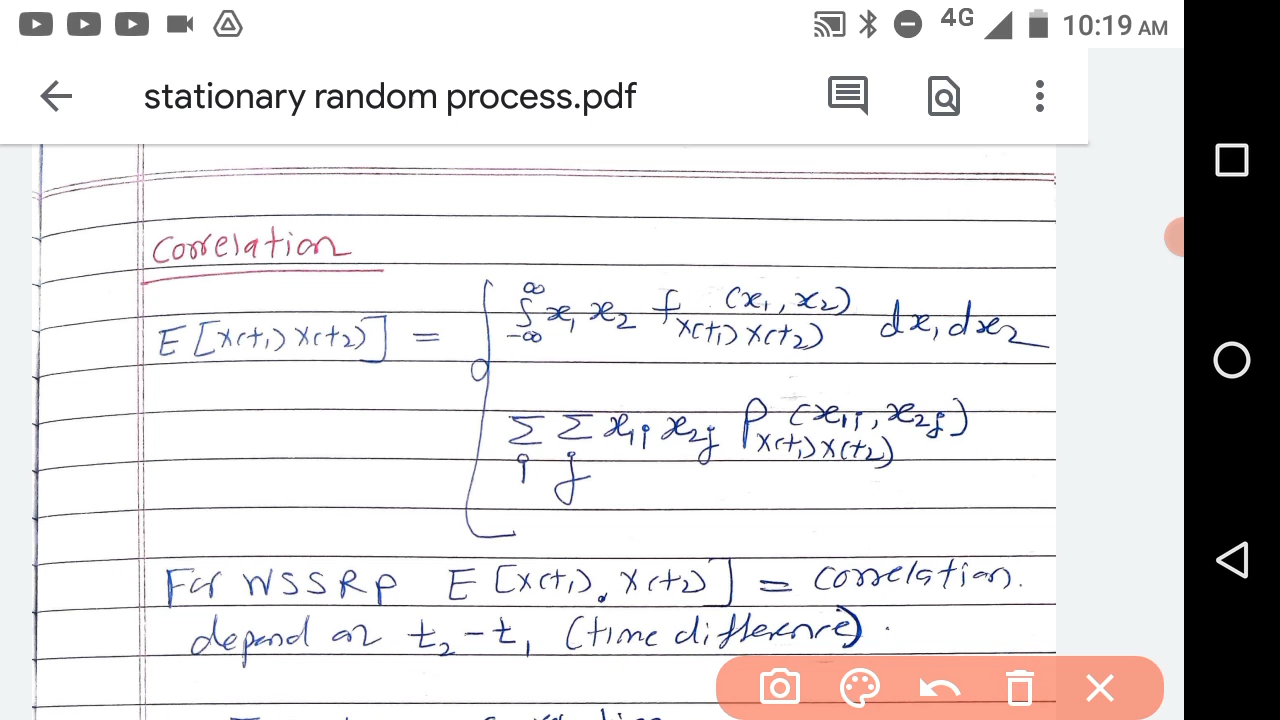 4G 10:19 AM
stationary random process.pdf
Correlation
E[X(t₁) X(t₂)] = { ∫_{-∞}^{∞} x₁ x₂ f_{X(t₁) X(t₂)} (x₁, x₂) dx₁ dx₂
Σ_i Σ_j x₁ᵢ x₂ⱼ P_{X(t₁) X(t₂)} (x₁ᵢ, x₂ⱼ)
For WSSRP E[X(t₁). X(t₂)] = correlation.
depend on t₂ - t₁ (time difference).